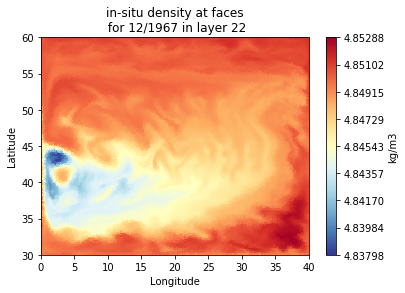 in-situ density at faces
for 12/1967 in layer 22
60
55
50
45
40
35
30
Latitude
0 5 10 15 20 25 30 35 40
Longitude
4.85288
4.85102
4.84915
4.84729
4.84543
4.84357
4.84170
4.83984
4.83798
kg/m3